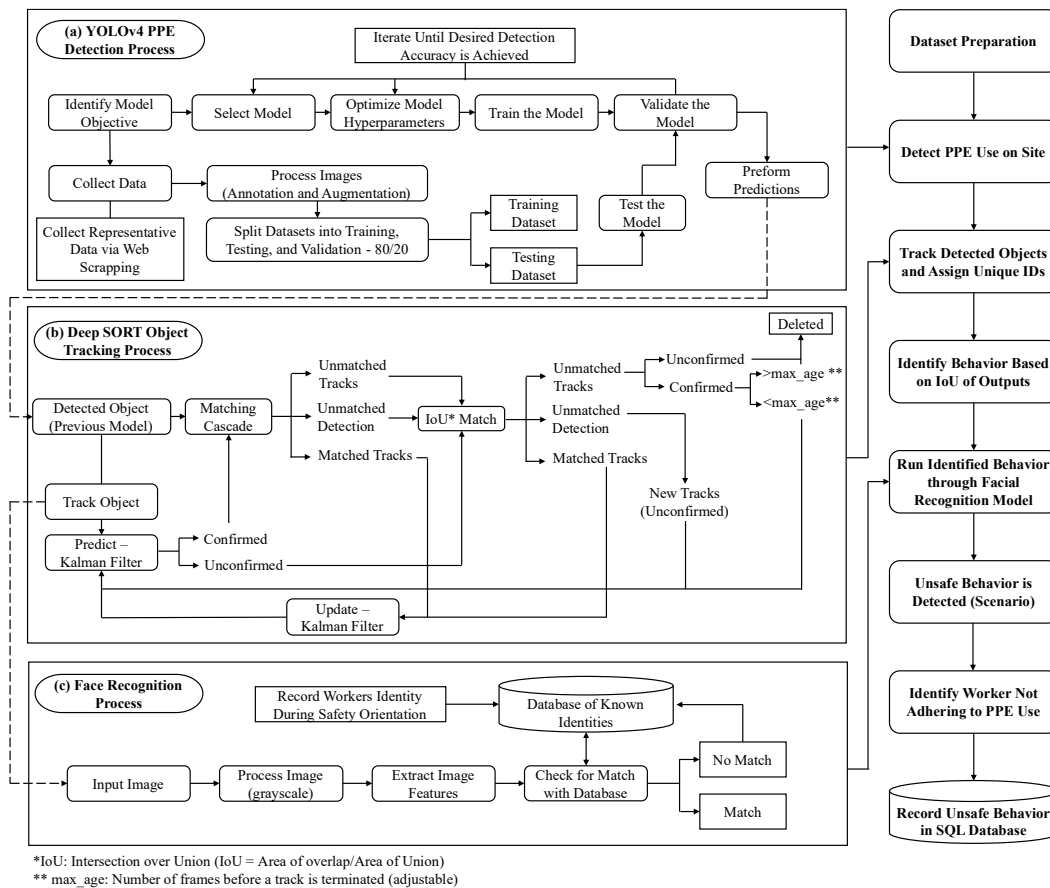 (a) YOLOv4 PPE
Detection Process
Iterate Until Desired Detection
Accuracy is Achieved
Identify Model
Objective
Select Model
Optimize Model
Hyperparameters
Train the Model
Validate the
Model
Collect Data
Process Images
(Annotation and Augmentation)
Preform
Predictions
Collect Representative
Data via Web
Scrapping
Split Datasets into Training,
Testing, and Validation - 80/20
Training
Dataset
Testing
Dataset
Test the
Model
(b) Deep SORT Object
Tracking Process
Deleted
Unmatched
Tracks
Unmatched
Tracks
Unconfirmed
Confirmed
>max_age **
<max_age**
Detected Object
(Previous Model)
Matching
Cascade
Unmatched
Detection
IoU* Match
Unmatched
Detection
Matched Tracks
Matched Tracks
Track Object
New Tracks
(Unconfirmed)
Predict –
Kalman Filter
Confirmed
Unconfirmed
Update –
Kalman Filter
(c) Face Recognition
Process
Record Workers Identity
During Safety Orientation
Database of Known
Identities
Input Image
Process Image
(grayscale)
Extract Image
Features
Check for Match
with Database
No Match
Match
Dataset Preparation
Detect PPE Use on Site
Track Detected Objects
and Assign Unique IDs
Identify Behavior Based
on IoU of Outputs
Run Identified Behavior
through Facial
Recognition Model
Unsafe Behavior is
Detected (Scenario)
Identify Worker Not
Adhering to PPE Use
Record Unsafe Behavior
in SQL Database
*IoU: Intersection over Union (IoU = Area of overlap/Area of Union)
** max_age: Number of frames before a track is terminated (adjustable)